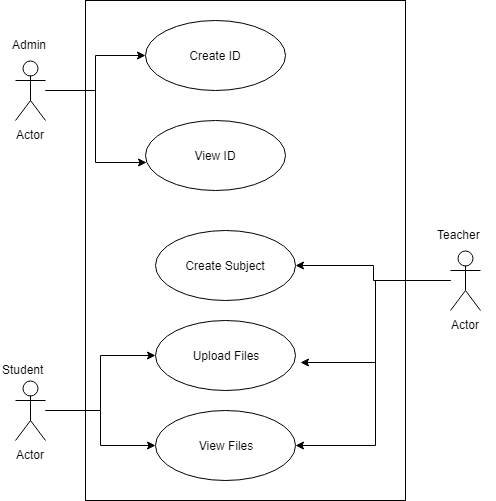 Admin
Actor
Create ID
View ID
Teacher
Actor
Create Subject
Upload Files
View Files
Student
Actor